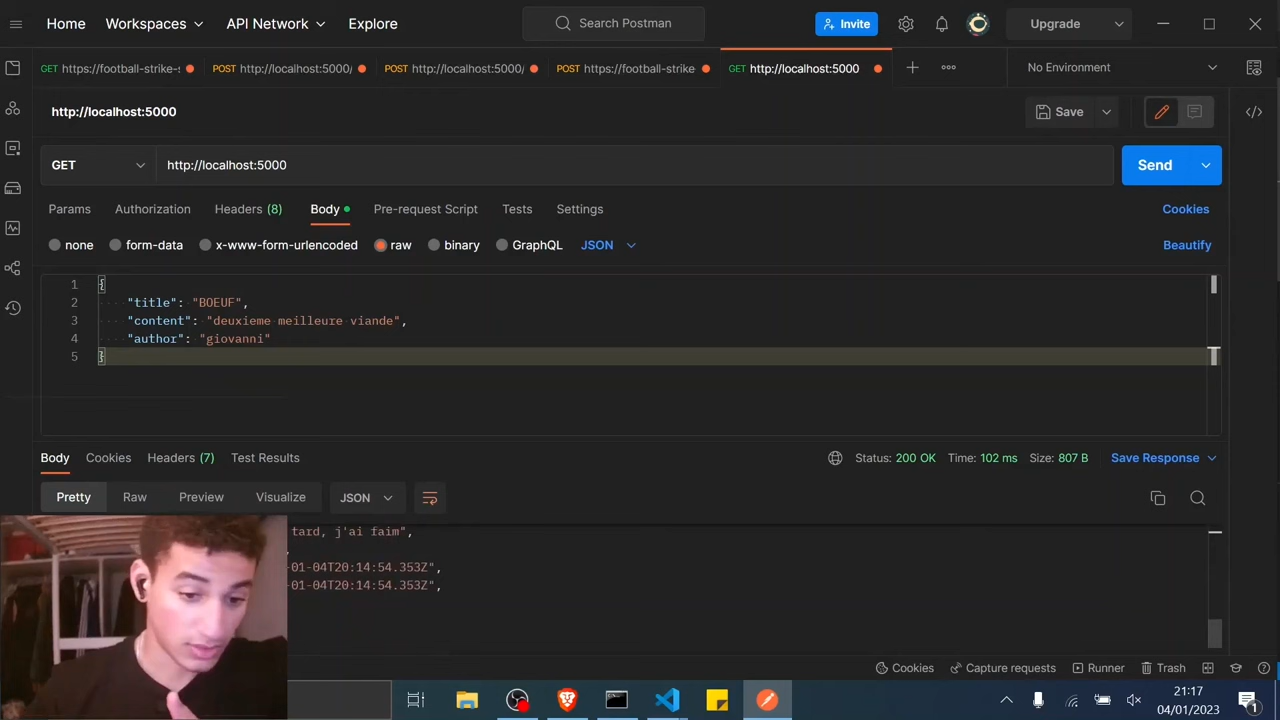 Home Workspaces API Network Explore Search Postman Invite Upgrade
GET https://football-strike-s POST http://localhost:5000/ POST http://localhost:5000/ POST https://football-strike GET http://localhost:5000 No Environment
http://localhost:5000 Save
GET http://localhost:5000 Send
Params Authorization Headers (8) Body Pre-request Script Tests Settings Cookies
none form-data x-www-form-urlencoded raw binary GraphQL JSON Beautify
1 {
2 "title": "BOEUF",
3 "content": "deuxieme meilleure viande",
4 "author": "giovanni"
5 }
Body Cookies Headers (7) Test Results Status: 200 OK Time: 102 ms Size: 807 B Save Response
Pretty Raw Preview Visualize JSON
tard, j'ai faim",
,
-01-04T20:14:54.353Z",
-01-04T20:14:54.353Z",
Cookies Capture requests Runner Trash
21:17
04/01/2023
1